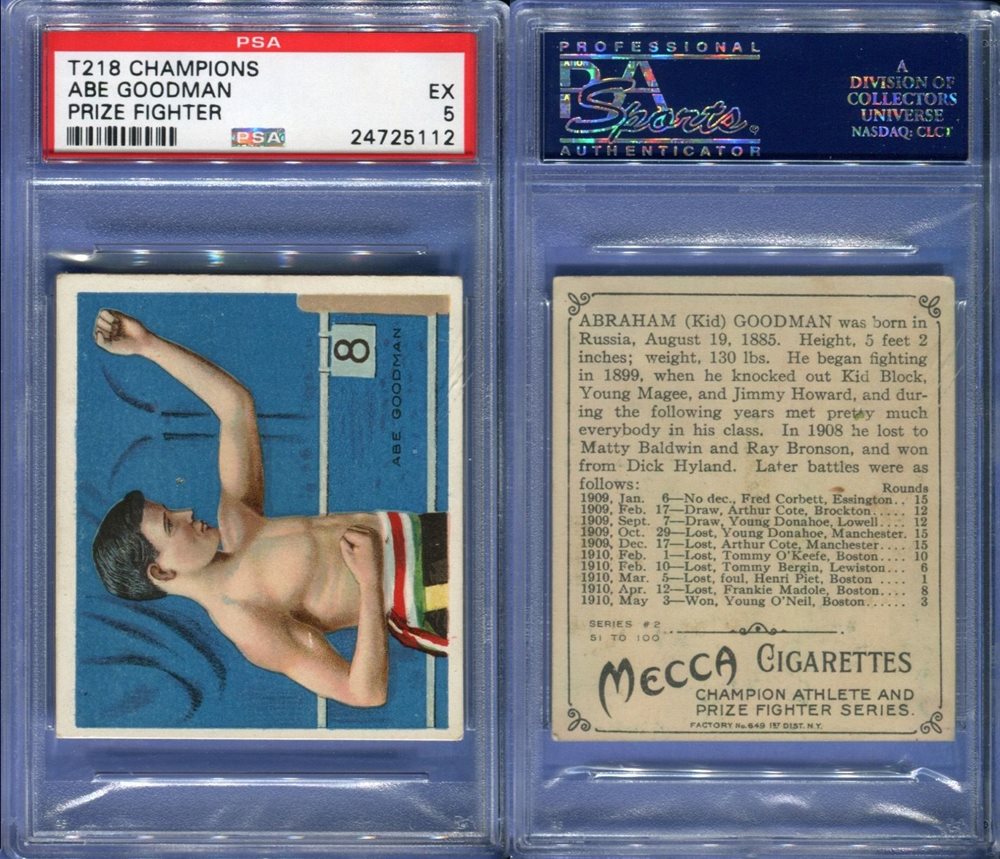 PSA
T218 CHAMPIONS
ABE GOODMAN EX
PRIZE FIGHTER 5
PSA 24725112
8
ABE GOODMAN
PROFESSIONAL
PSA
Sports
AUTHENTICATOR
A
DIVISION OF
COLLECTORS
UNIVERSE
NASDAQ: CLCT
ABRAHAM (Kid) GOODMAN was born in
Russia, August 19, 1885. Height, 5 feet 2
inches; weight, 130 lbs. He began fighting
in 1899, when he knocked out Kid Block,
Young Magee, and Jimmy Howard, and dur-
ing the following years met pretty much
everybody in his class. In 1908 he lost to
Matty Baldwin and Ray Bronson, and won
from Dick Hyland. Later battles were as
follows: Rounds
1909, Jan. 6—No dec., Fred Corbett, Essington.. 15
1909, Feb. 17—Draw, Arthur Cote, Brockton..... 12
1909, Sept. 7—Draw, Young Donahoe, Lowell.... 12
1909, Oct. 29—Lost, Young Donahoe, Manchester. 15
1909, Dec. 17—Lost, Arthur Cote, Manchester.... 15
1910, Feb. 1—Lost, Tommy O'Keefe, Boston..... 10
1910, Feb. 10—Lost, Tommy Bergin, Lewiston.... 6
1910, Mar. 5—Lost, foul, Henri Piet, Boston..... 1
1910, Apr. 12—Lost, Frankie Madole, Boston..... 8
1910, May 3—Won, Young O'Neil, Boston...... 3
SERIES #2
51 TO 100
MECCA CIGARETTES
CHAMPION ATHLETE AND
PRIZE FIGHTER SERIES.
FACTORY No. 649 1ST DIST. N.Y.